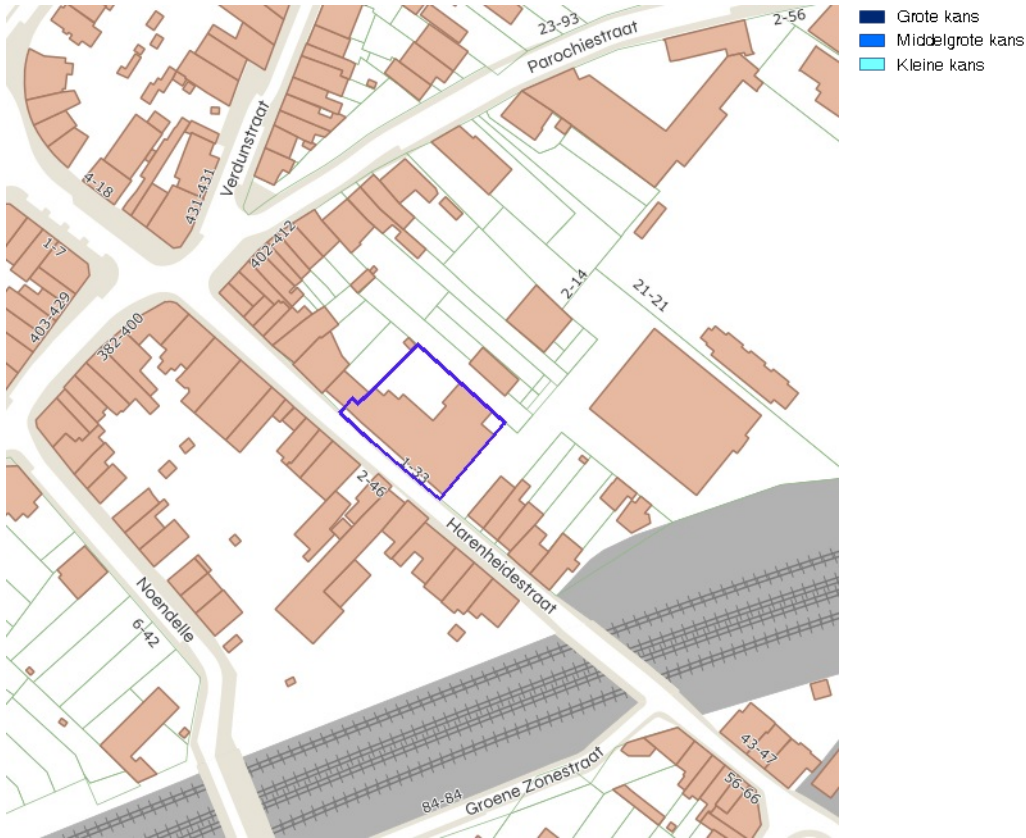 Grote kans
Middelgrote kans
Kleine kans
23-93
Parochiestraat
2-56
Verdunstraat
4-18
431-431
402-412
1-7
403-429
382-400
2-14
21-21
1-33
2-46
Harenheidestraat
Noendelle
6-42
43-47
56-66
Groene Zonestraat
84-84